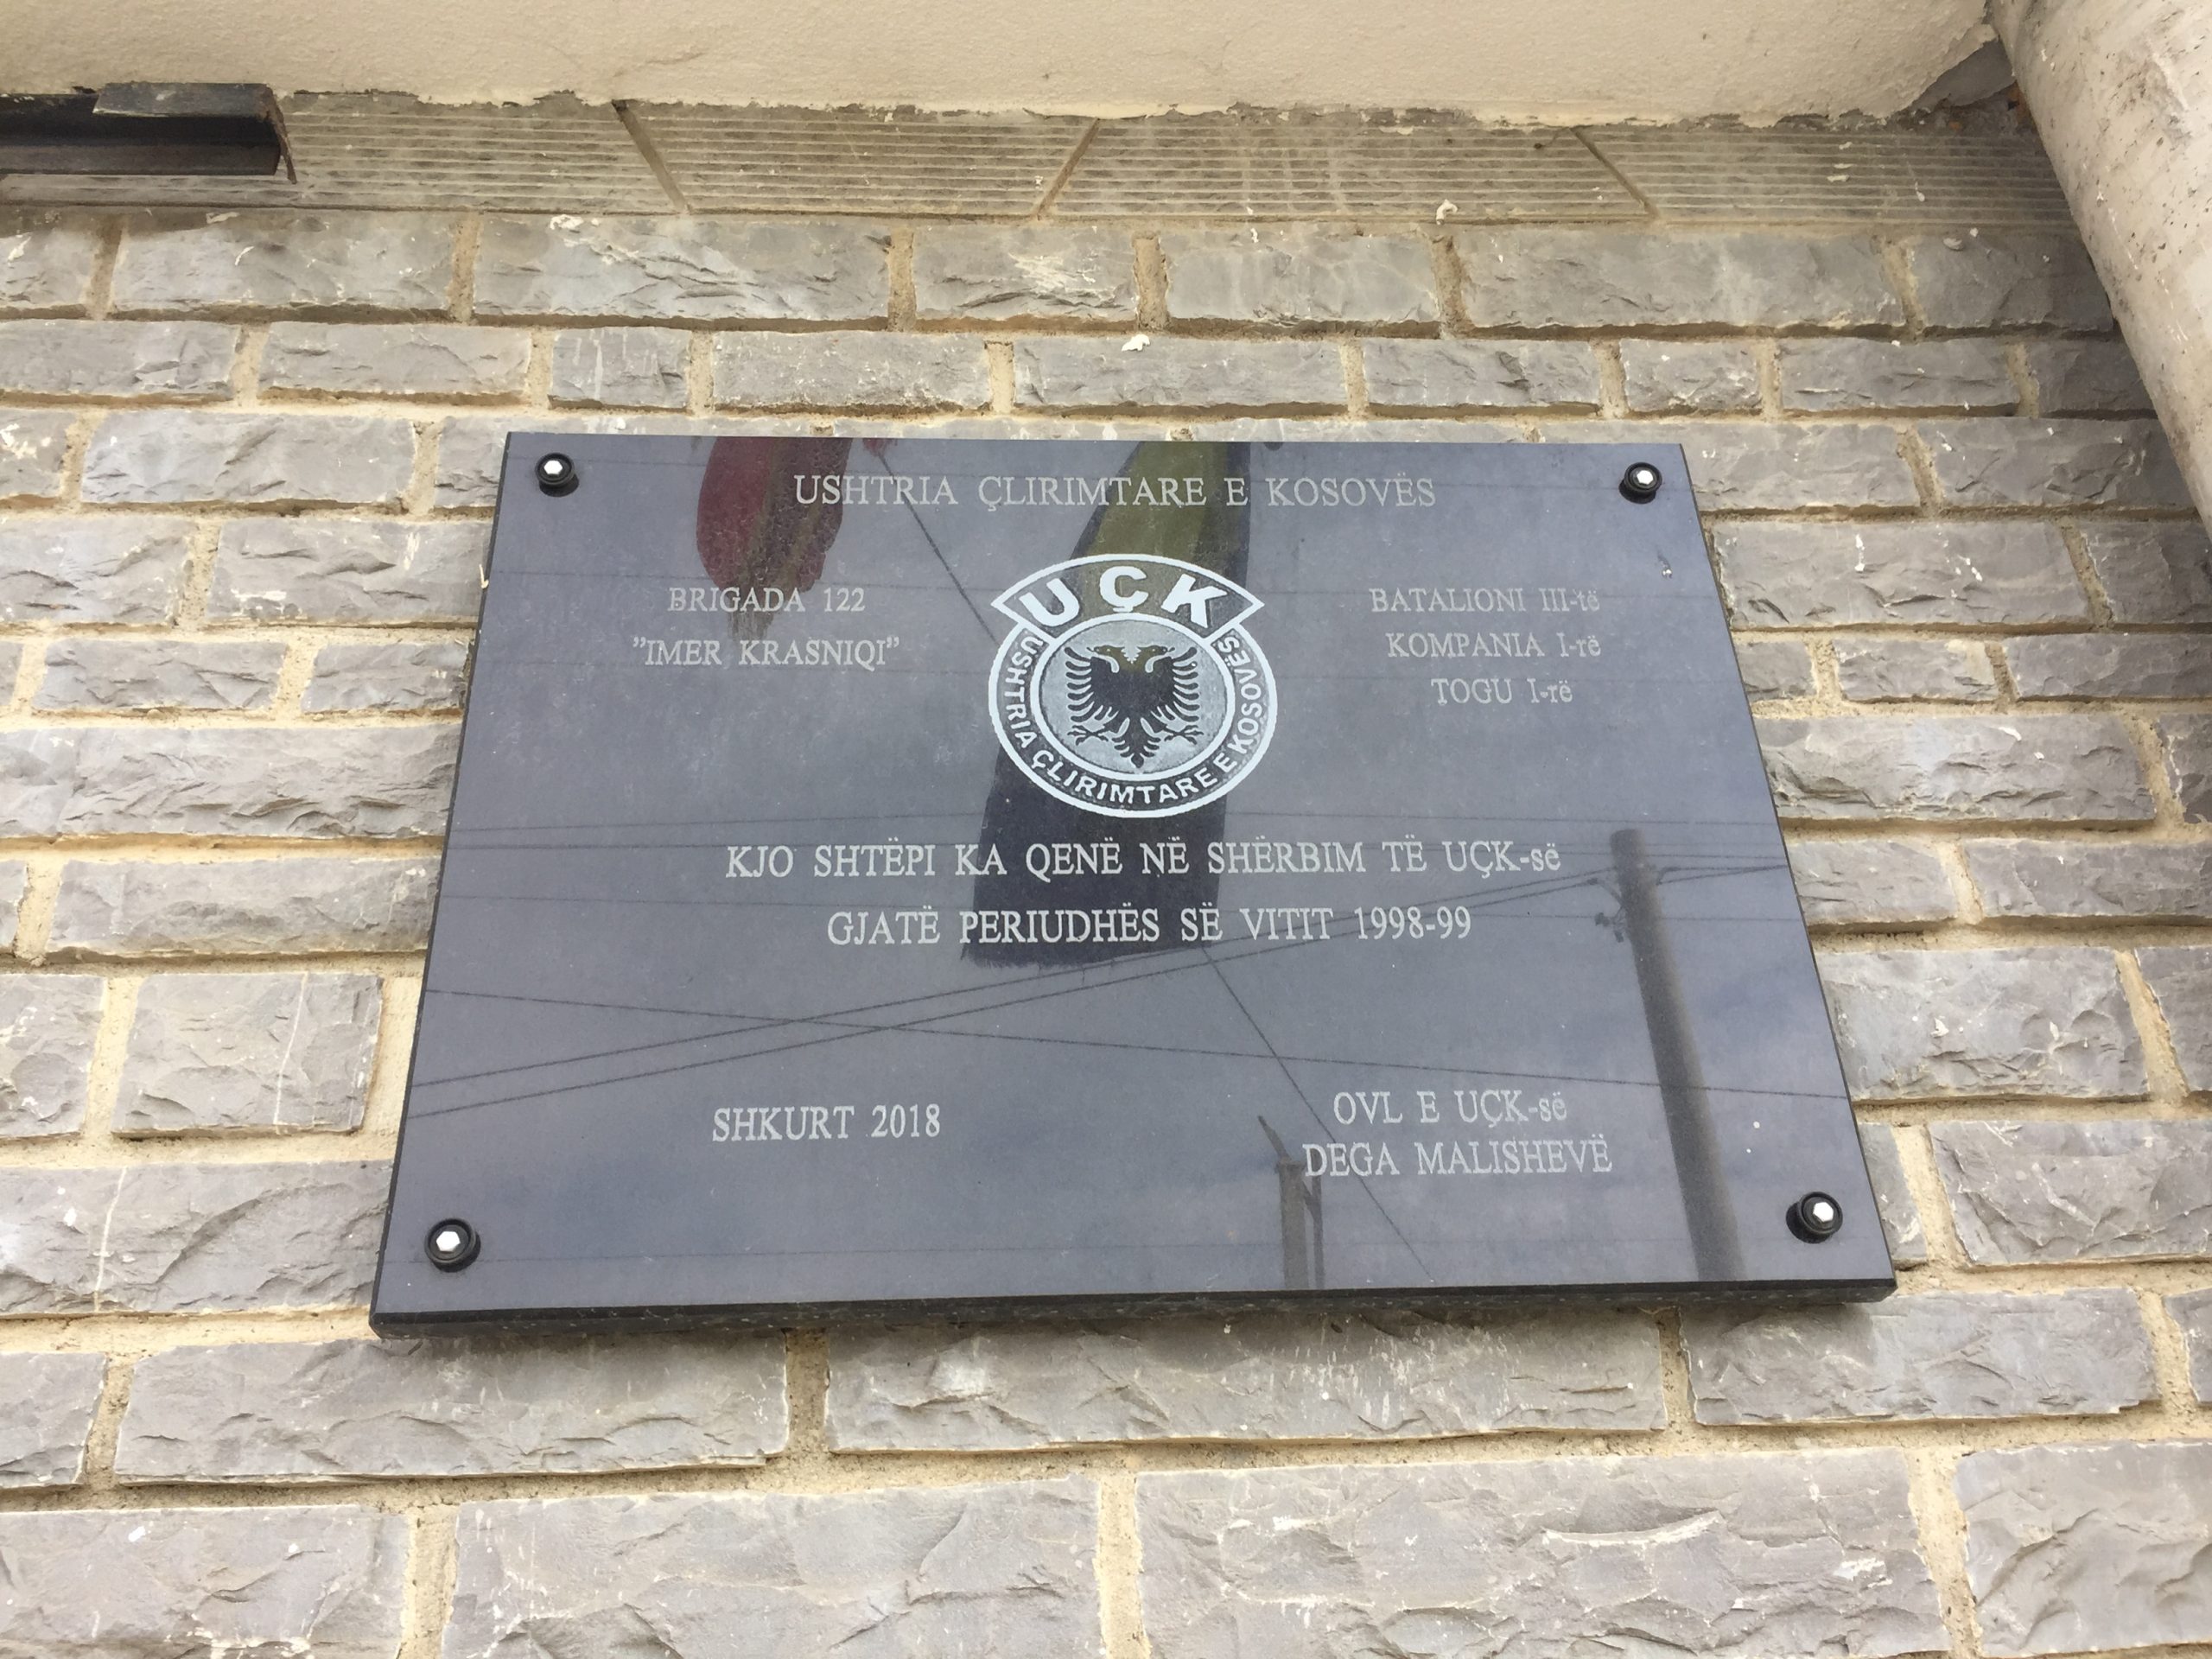 USHTRIA ÇLIRIMTARE E KOSOVËS
BRIGADA 122
"IMER KRASNIQI"
UÇK
USHTRIA ÇLIRIMTARE E KOSOVËS
BATALIONI III-të
KOMPANIA I-rë
TOGU I-rë
KJO SHTËPI KA QENË NË SHËRBIM TË UÇK-së
GJATË PERIUDHËS SË VITIT 1998-99
SHKURT 2018
OVL E UÇK-së
DEGA MALISHEVË